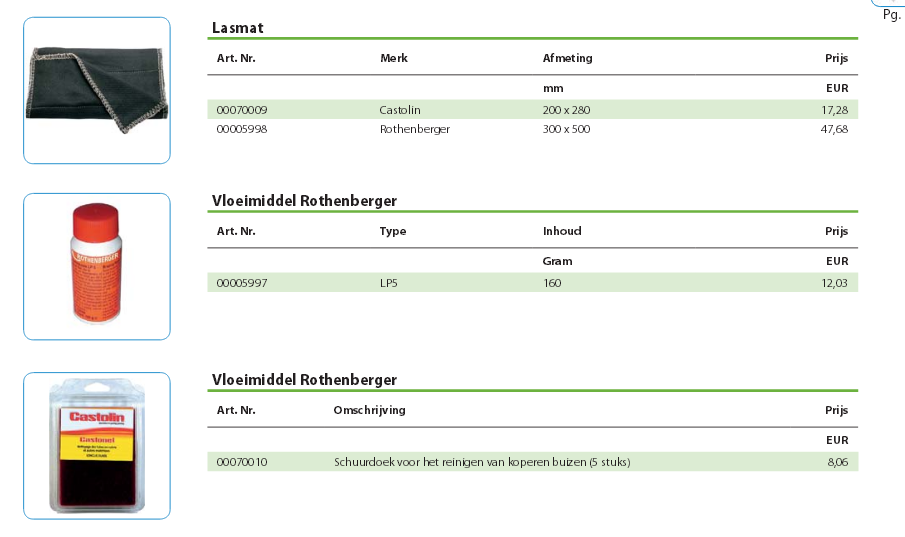 Pg.
Lasmat
Art. Nr. Merk Afmeting Prijs
mm EUR
00070009 Castolin 200 x 280 17,28
00005998 Rothenberger 300 x 500 47,68
Vloeimiddel Rothenberger
Art. Nr. Type Inhoud Prijs
Gram EUR
00005997 LP5 160 12,03
ROTHENBERGER
Vloeimiddel Rothenberger
Art. Nr. Omschrijving Prijs
EUR
00070010 Schuurdoek voor het reinigen van koperen buizen (5 stuks) 8,06
Castolin
Castonet